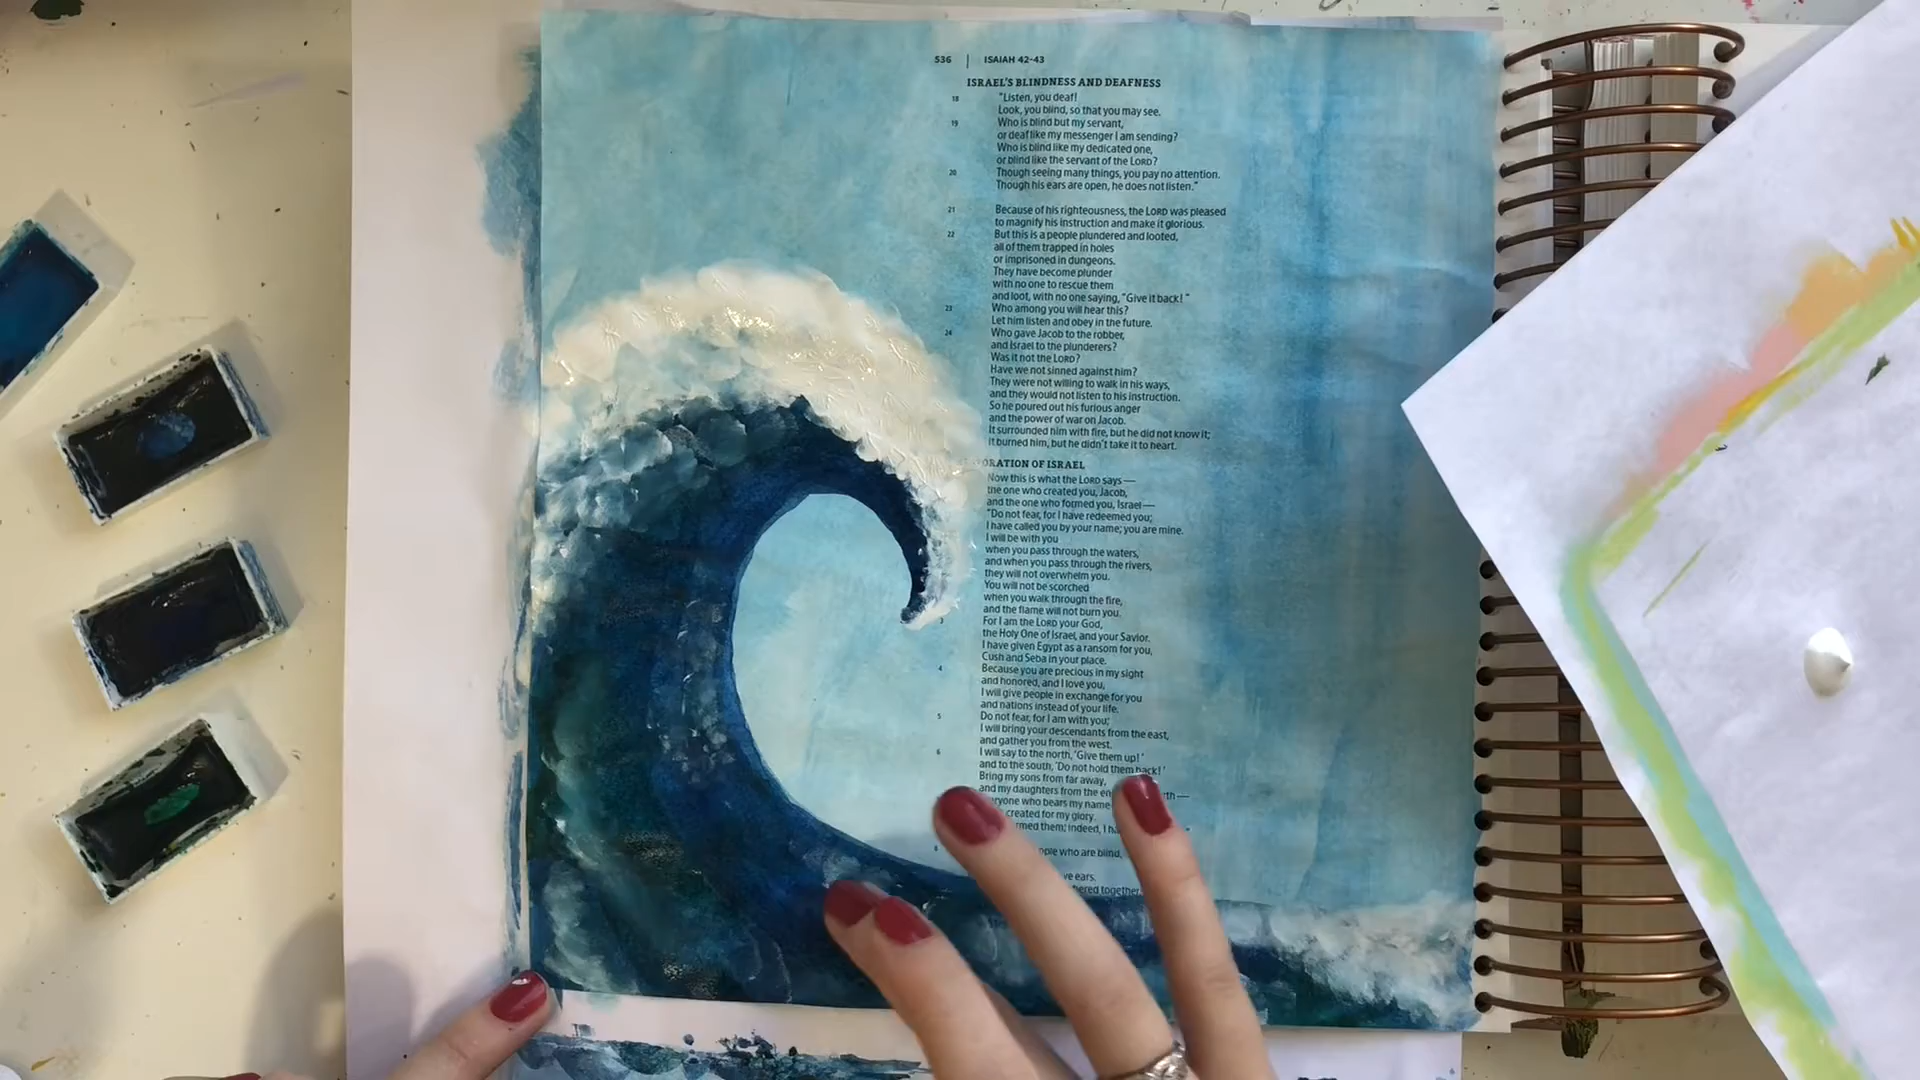 536 | ISAIAH 42-43
ISRAEL'S BLINDNESS AND DEAFNESS
18 "Listen, you deaf!
Look, you blind, so that you may see.
19 Who is blind but my servant,
or deaf like my messenger I am sending?
Who is blind like my dedicated one,
or blind like the servant of the LORD?
20 Though seeing many things, you pay no attention.
Though his ears are open, he does not listen."
21 Because of his righteousness, the LORD was pleased
to magnify his instruction and make it glorious.
22 But this is a people plundered and looted,
all of them trapped in holes
or imprisoned in dungeons.
They have become plunder
with no one to rescue them
and loot, with no one saying, "Give it back!"
23 Who among you will hear this?
Let him listen and obey in the future.
24 Who gave Jacob to the robber,
and Israel to the plunderers?
Was it not the LORD?
Have we not sinned against him?
They were not willing to walk in his ways,
and they would not listen to his instruction.
So he poured out his furious anger
and the power of war on Jacob.
It surrounded him with fire, but he did not know it;
it burned him, but he didn't take it to heart.
ORATION OF ISRAEL
Now this is what the LORD says —
the one who created you, Jacob,
and the one who formed you, Israel —
"Do not fear, for I have redeemed you;
I have called you by your name; you are mine.
I will be with you
when you pass through the waters,
and when you pass through the rivers,
they will not overwhelm you.
You will not be scorched
when you walk through the fire,
and the flame will not burn you.
3 For I am the LORD your God,
the Holy One of Israel, and your Savior.
I have given Egypt as a ransom for you,
Cush and Seba in your place.
4 Because you are precious in my sight
and honored, and I love you,
I will give people in exchange for you
and nations instead of your life.
5 Do not fear, for I am with you;
I will bring your descendants from the east,
and gather you from the west.
6 I will say to the north, 'Give them up!'
and to the south, 'Do not hold them back!'
Bring my sons from far away,
and my daughters from the
who bears my name
created for my glory.
them; indeed, I
8 who are blind,
ears.
together